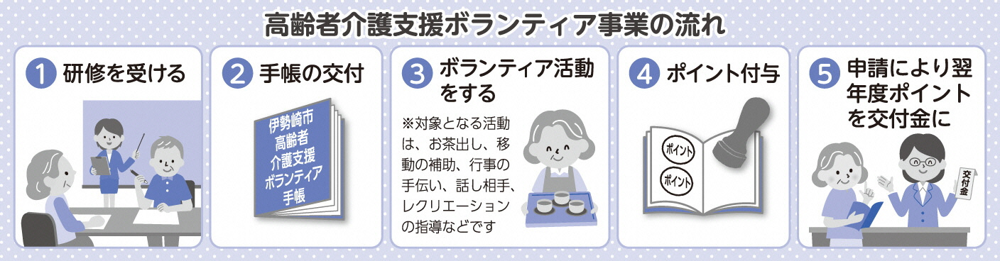 高齢者介護支援ボランティア事業の流れ
1 研修を受ける
2 手帳の交付
伊勢崎市
高齢者
介護支援
ボランティア
手帳
3 ボランティア活動
をする
※対象となる活動
は、お茶出し、移
動の補助、行事の
手伝い、話し相手、
レクリエーション
の指導などです
4 ポイント付与
ポイント
ポイント
5 申請により翌
年度ポイント
を交付金に
交付金